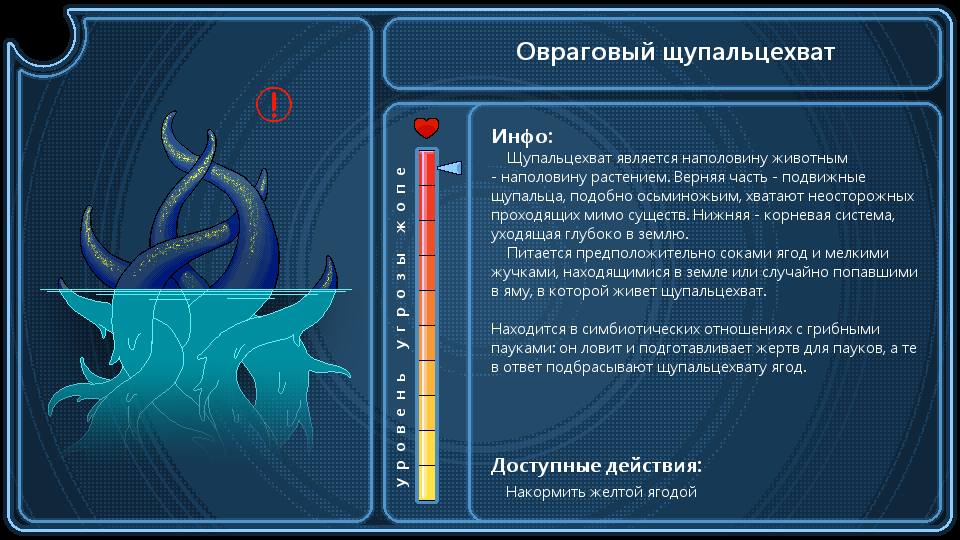 Овраговый щупальцехват
Инфо:
Щупальцехват является наполовину животным
- наполовину растением. Верняя часть - подвижные
щупальца, подобно осьминожьим, хватают неосторожных
проходящих мимо существ. Нижняя - корневая система,
уходящая глубоко в землю.
Питается предположительно соками ягод и мелкими
жучками, находящимися в земле или случайно попавшими
в яму, в которой живет щупальцехват.
Находится в симбиотических отношениях с грибными
пауками: он ловит и подготавливает жертв для пауков, а те
в ответ подбрасывают щупальцехвату ягод.
уровень угрозы жопе
Доступные действия:
Накормить желтой ягодой